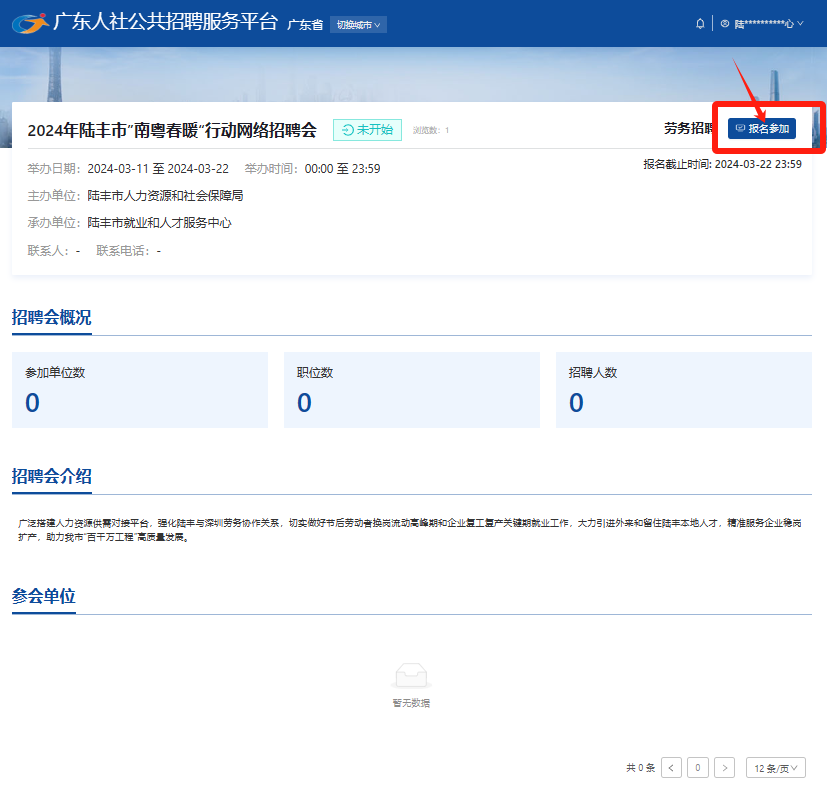 广东人社公共招聘服务平台 广东省 切换城市
陆**********心
2024年陆丰市"南粤春暖"行动网络招聘会 未开始 浏览数：1
劳务招聘
报名参加
举办日期：2024-03-11 至 2024-03-22 举办时间：00:00 至 23:59
报名截止时间: 2024-03-22 23:59
主办单位：陆丰市人力资源和社会保障局
承办单位：陆丰市就业和人才服务中心
联系人：- 联系电话：-
招聘会概况
参加单位数 职位数 招聘人数
0 0 0
招聘会介绍
广泛搭建人力资源供需对接平台，强化陆丰与深圳劳务协作关系，切实做好节后劳动者换岗流动高峰期和企业复工复产关键期就业工作，大力引进外来和留住陆丰本地人才，精准服务企业稳岗
扩产，助力我市"百千万工程"高质量发展。
参会单位
暂无数据
共 0 条 < 0 > 12 条/页